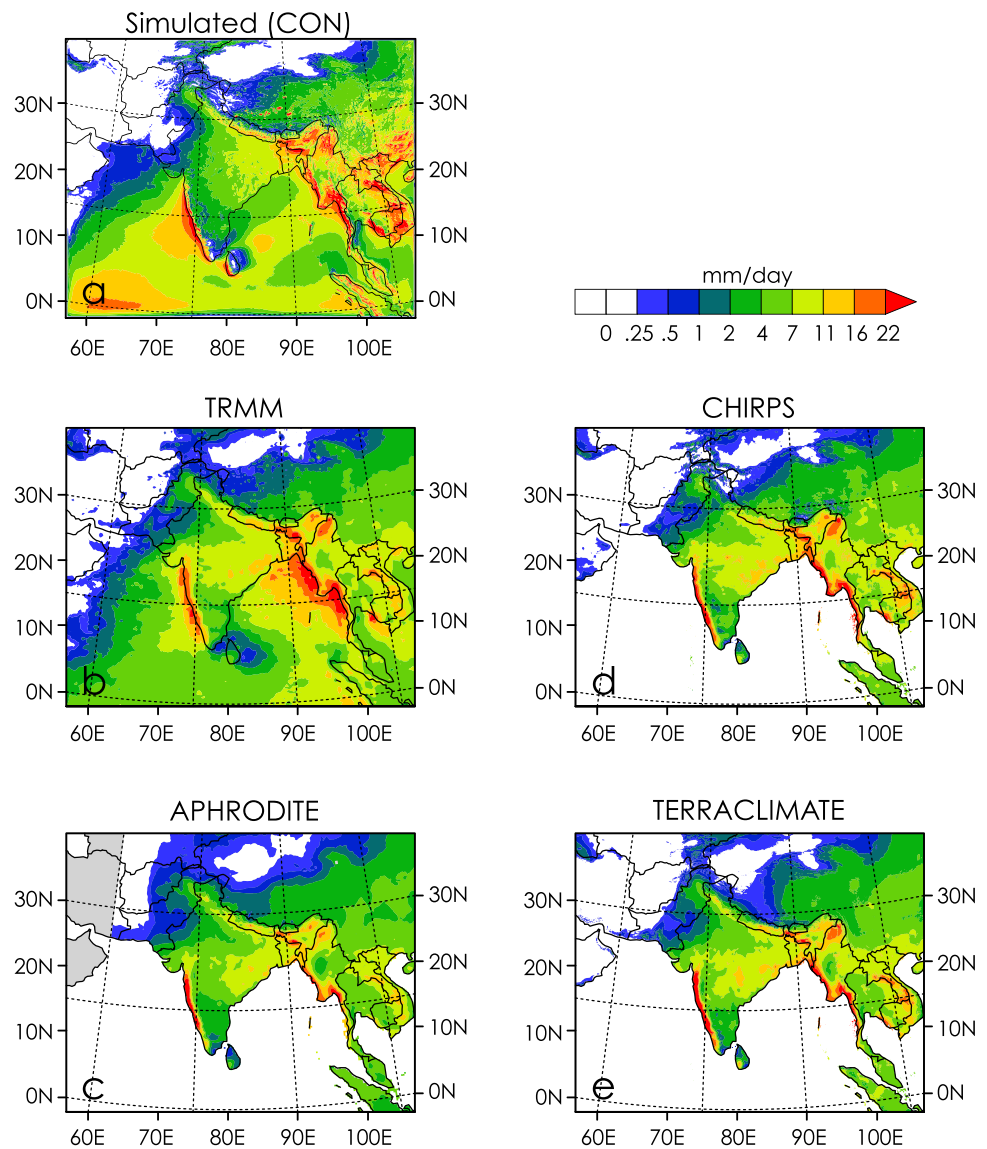 Simulated (CON)
30N
20N
10N
0N
30N
20N
10N
0N
a
60E 70E 80E 90E 100E
mm/day
0 .25 .5 1 2 4 7 11 16 22
TRMM
30N
20N
10N
0N
30N
20N
10N
0N
b
60E 70E 80E 90E 100E
CHIRPS
30N
20N
10N
0N
30N
20N
10N
0N
d
60E 70E 80E 90E 100E
APHRODITE
30N
20N
10N
0N
30N
20N
10N
0N
c
60E 70E 80E 90E 100E
TERRACLIMATE
30N
20N
10N
0N
30N
20N
10N
0N
e
60E 70E 80E 90E 100E